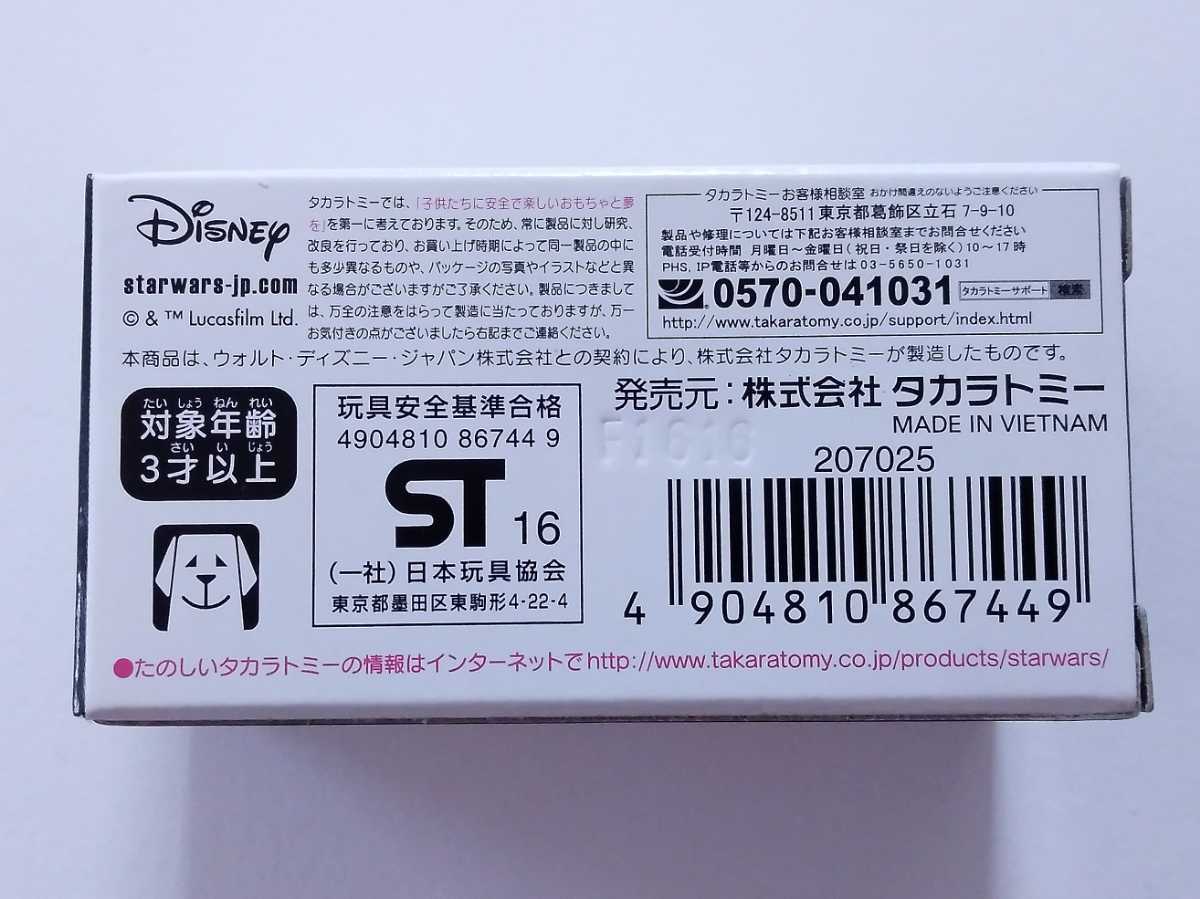 Disney
starwars-jp.com
© & ™ Lucasfilm Ltd.
タカラトミーでは、「子供たちに安全で楽しいおもちゃと夢
を」を第一に考えております。そのため、常に製品に対し研究、
改良を行っており、お買い上げ時期によって同一製品の中に
も多少異なるものや、パッケージの写真やイラストなどと異
なる場合がございますがご了承ください。製品につきまして
は、万全の注意をはらって製造に当たっておりますが、万一
お気付きの点がございましたら右記までご連絡ください。
タカラトミーお客様相談室 おかけ間違えのないようご注意ください
〒124-8511 東京都葛飾区立石 7-9-10
製品や修理については下記お客様相談室までお問合せください
電話受付時間 月曜日～金曜日(祝日・祭日を除く)10～17時
PHS, IP電話等からのお問合せは03-5650-1031
0570-041031 タカラトミーサポート 検索
http://www.takaratomy.co.jp/support/index.html
本商品は、ウォルト・ディズニー・ジャパン株式会社との契約により、株式会社タカラトミーが製造したものです。
たい しょう ねん れい
対象年齢
さい い じょう
3才以上
玩具安全基準合格
4904810 86744 9
ST 16
(一社)日本玩具協会
東京都墨田区東駒形4-22-4
発売元：株式会社 タカラトミー
MADE IN VIETNAM
F1616
207025
4 904810 867449
●たのしいタカラトミーの情報はインターネットでhttp://www.takaratomy.co.jp/products/starwars/